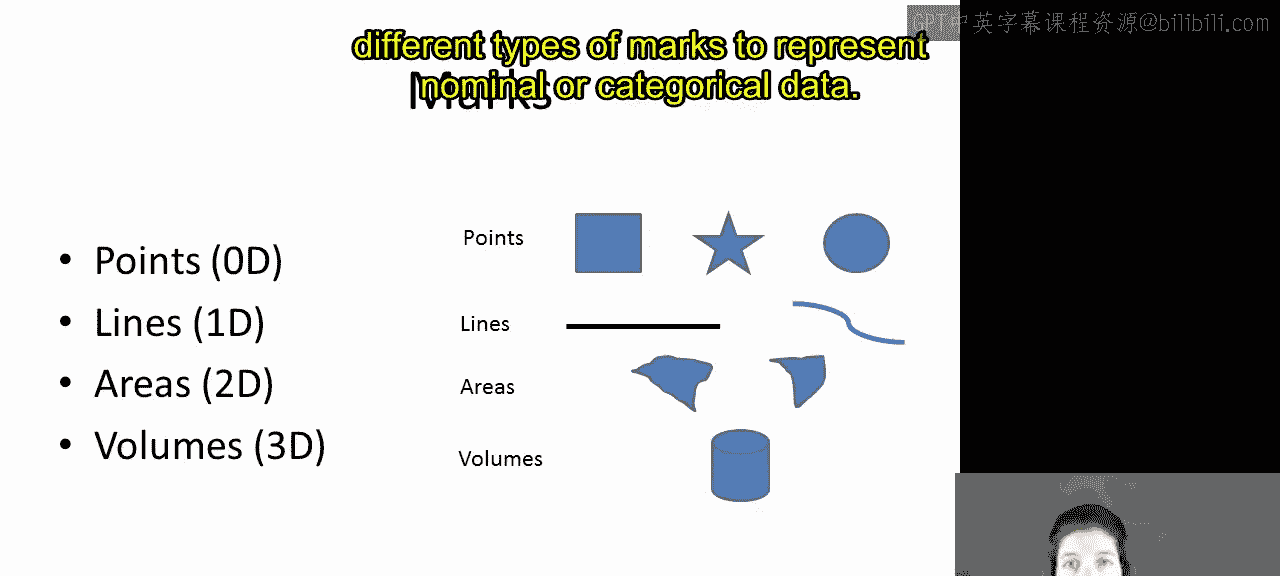 GPT中英字幕课程资源@bilibili.com
different types of marks to represent
nominal or categorical data.
Marks
• Points (0D)
• Lines (1D)
• Areas (2D)
• Volumes (3D)
Points
Lines
Areas
Volumes